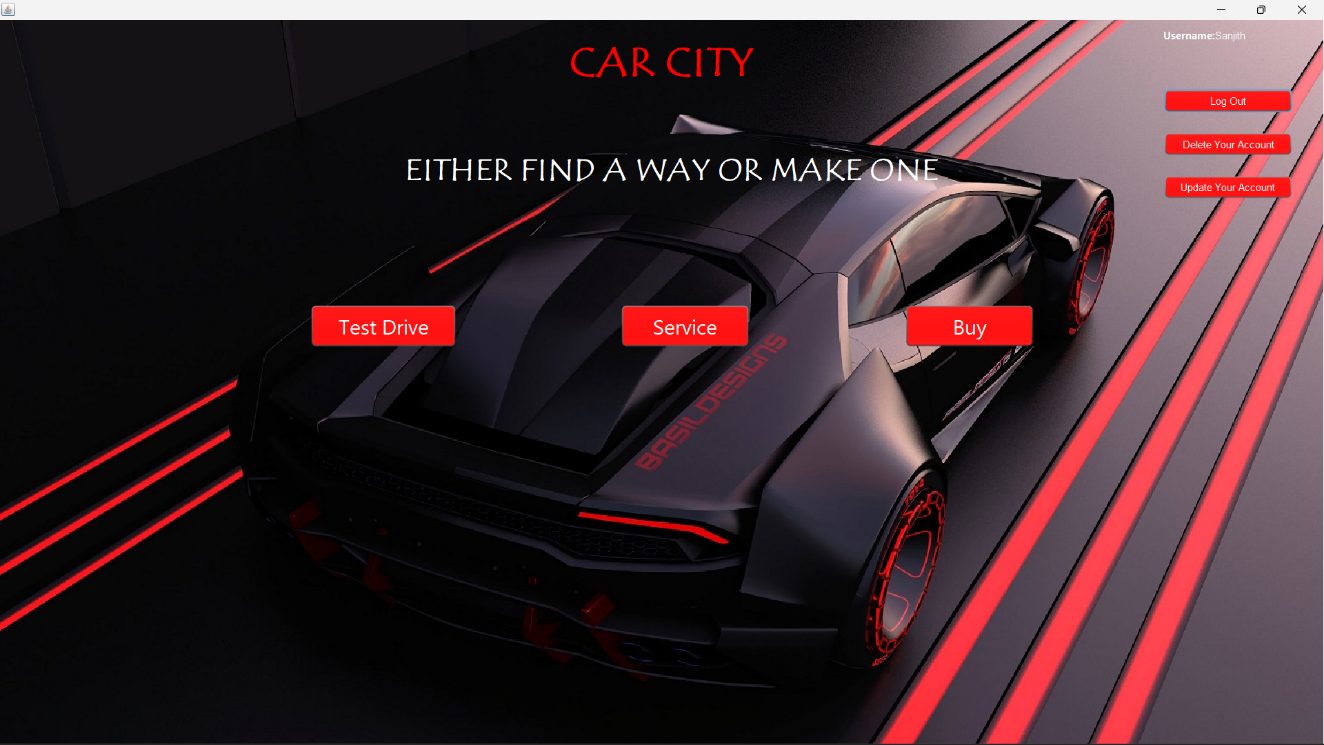 CAR CITY
Username:Sanjith
Log Out
Delete Your Account
EITHER FIND A WAY OR MAKE ONE
Update Your Account
Test Drive
Service
Buy
BASILDESIGNS